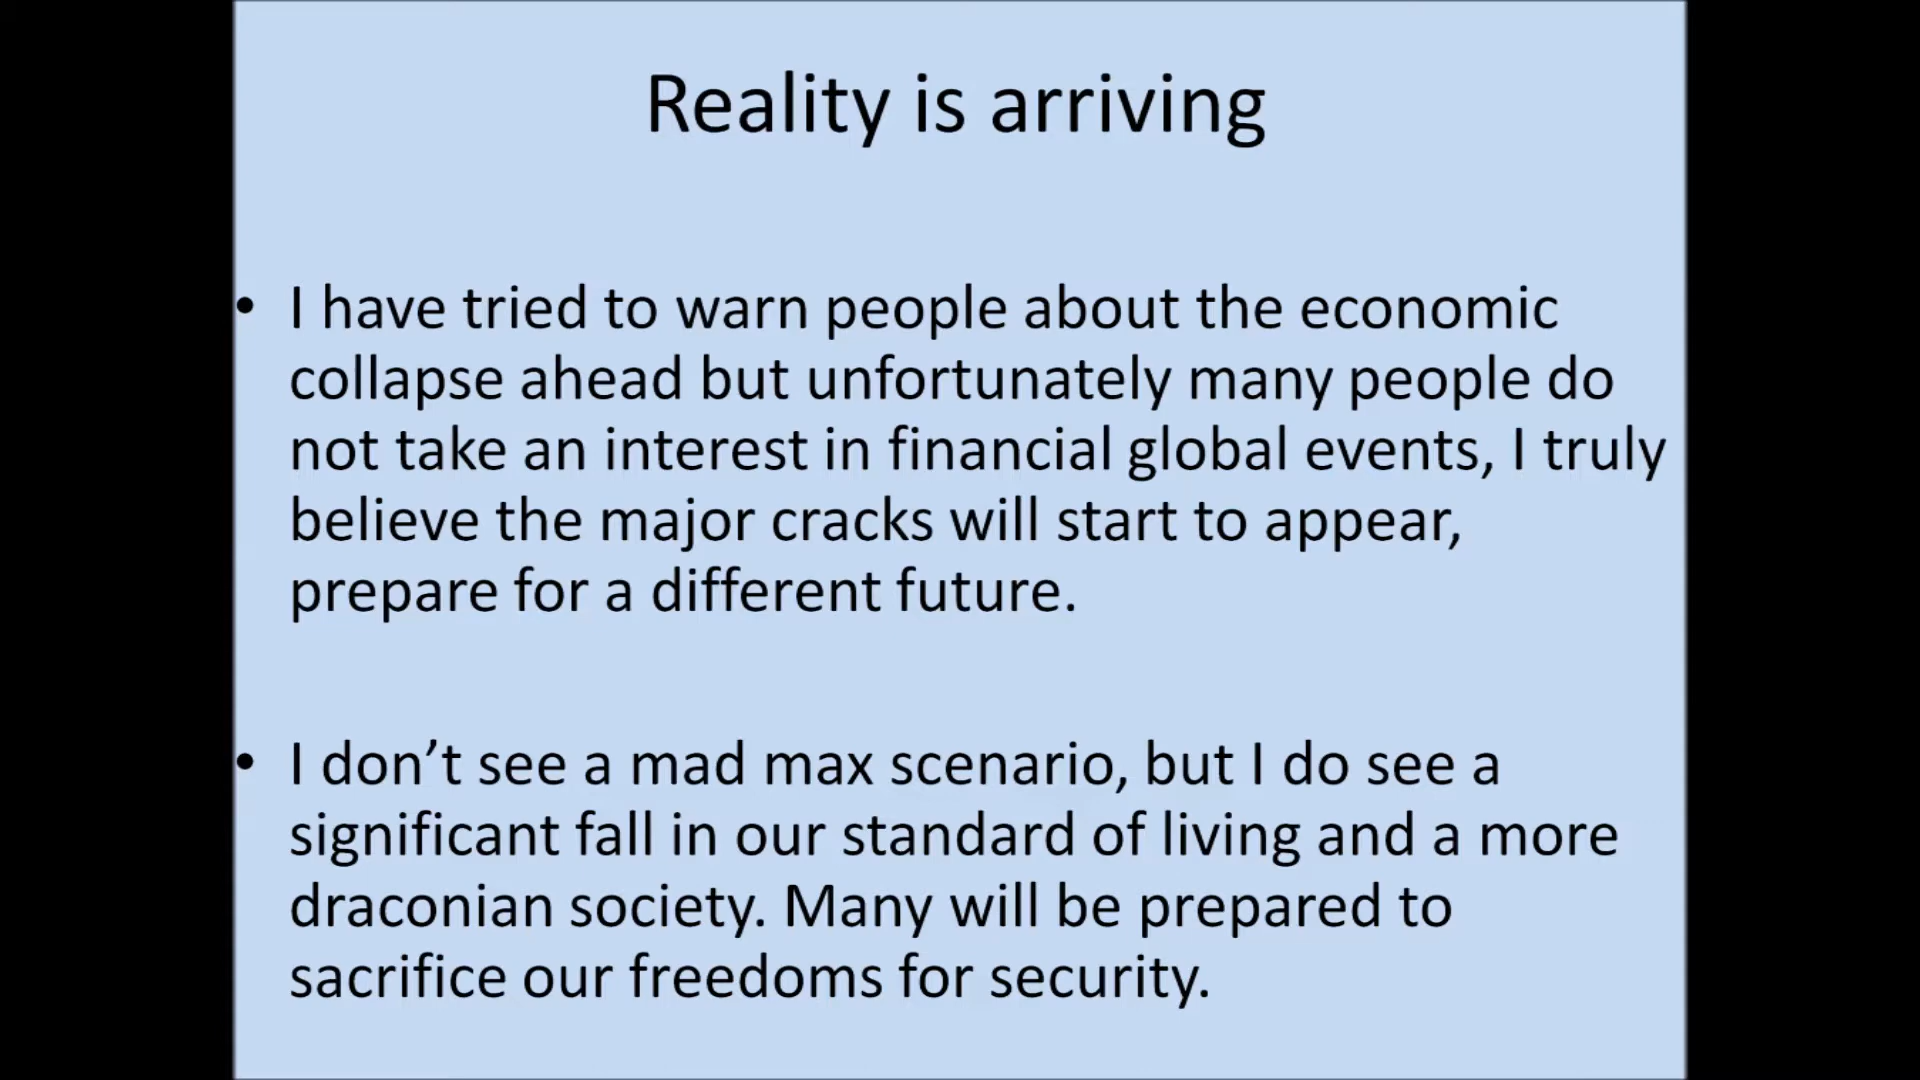 Reality is arriving
• I have tried to warn people about the economic
collapse ahead but unfortunately many people do
not take an interest in financial global events, I truly
believe the major cracks will start to appear,
prepare for a different future.
• I don’t see a mad max scenario, but I do see a
significant fall in our standard of living and a more
draconian society. Many will be prepared to
sacrifice our freedoms for security.